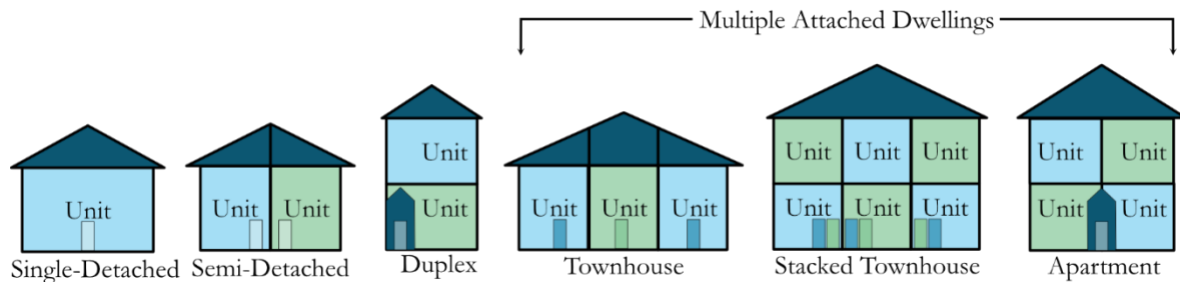 Multiple Attached Dwellings
Unit
Single-Detached
Unit Unit
Semi-Detached
Unit
Unit
Duplex
Unit Unit Unit
Townhouse
Unit Unit Unit
Unit Unit Unit
Stacked Townhouse
Unit Unit
Unit Unit
Apartment